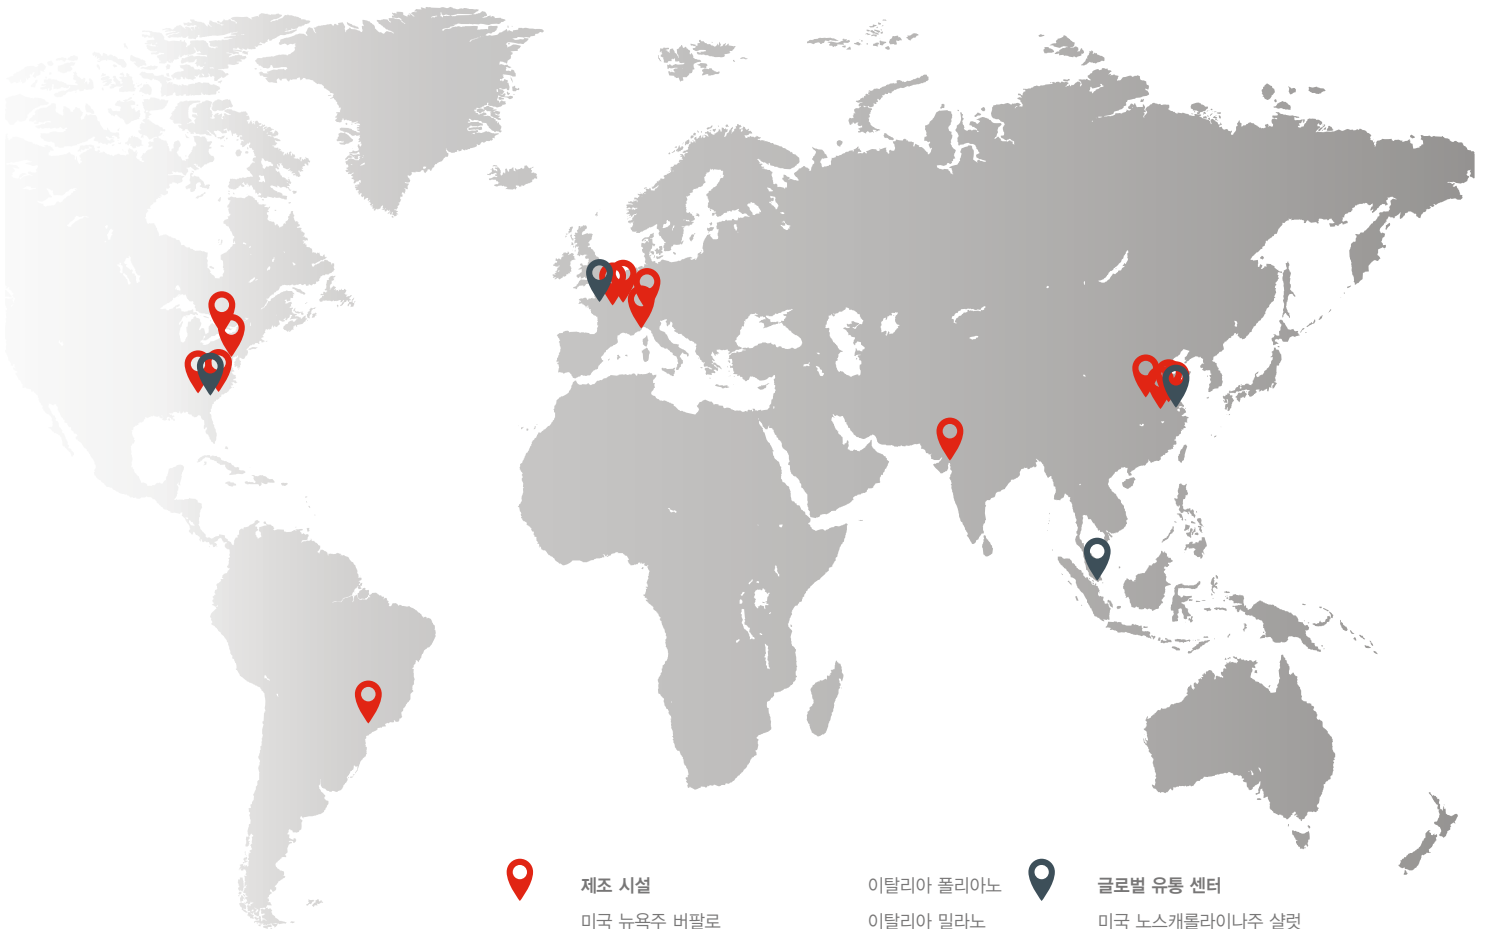 제조 시설
미국 뉴욕주 버팔로
이탈리아 폴리아노
이탈리아 밀라노
글로벌 유통 센터
미국 노스캐롤라이나주 샬럿